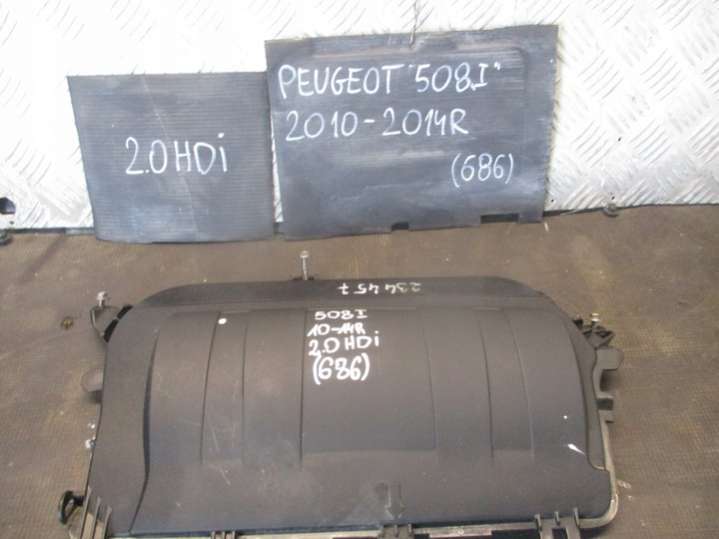 2.0HDi
PEUGEOT "508I"
2010-2014R
(686)
234457
508I
10-14R
2.0HDi
(686)